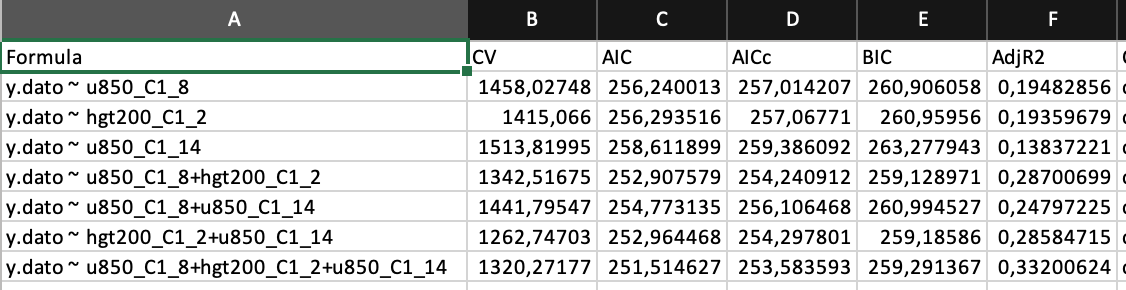 A B C D E F
Formula CV AIC AICc BIC AdjR2
y.dato ~ u850_C1_8 1458,02748 256,240013 257,014207 260,906058 0,19482856
y.dato ~ hgt200_C1_2 1415,066 256,293516 257,06771 260,95956 0,19359679
y.dato ~ u850_C1_14 1513,81995 258,611899 259,386092 263,277943 0,13837221
y.dato ~ u850_C1_8+hgt200_C1_2 1342,51675 252,907579 254,240912 259,128971 0,28700699
y.dato ~ u850_C1_8+u850_C1_14 1441,79547 254,773135 256,106468 260,994527 0,24797225
y.dato ~ hgt200_C1_2+u850_C1_14 1262,74703 252,964468 254,297801 259,18586 0,28584715
y.dato ~ u850_C1_8+hgt200_C1_2+u850_C1_14 1320,27177 251,514627 253,583593 259,291367 0,33200624